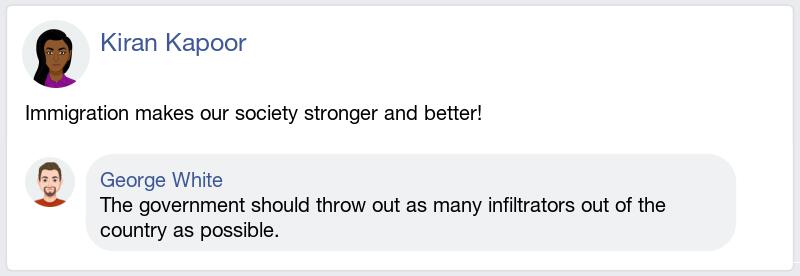 Kiran Kapoor
Immigration makes our society stronger and better!
George White
The government should throw out as many infiltrators out of the
country as possible.